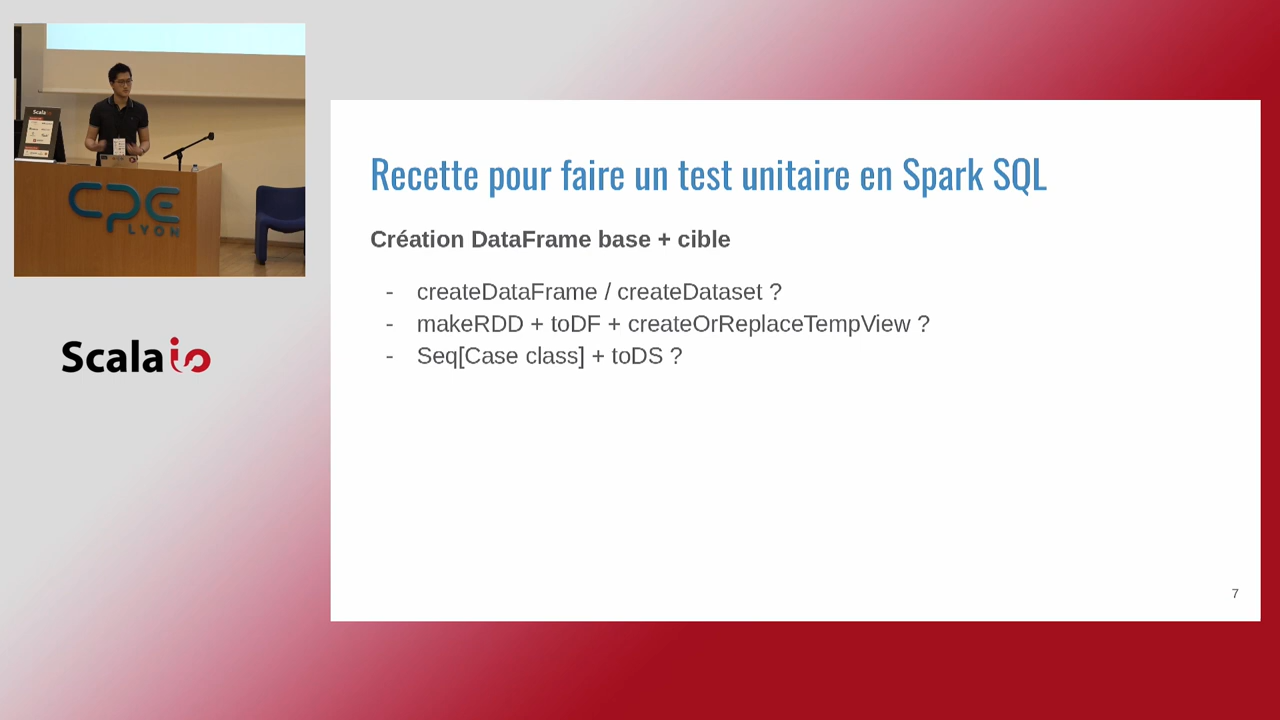 Scala
CPE
LYON
Scala io
Recette pour faire un test unitaire en Spark SQL
Création DataFrame base + cible
- createDataFrame / createDataset ?
- makeRDD + toDF + createOrReplaceTempView ?
- Seq[Case class] + toDS ?
7